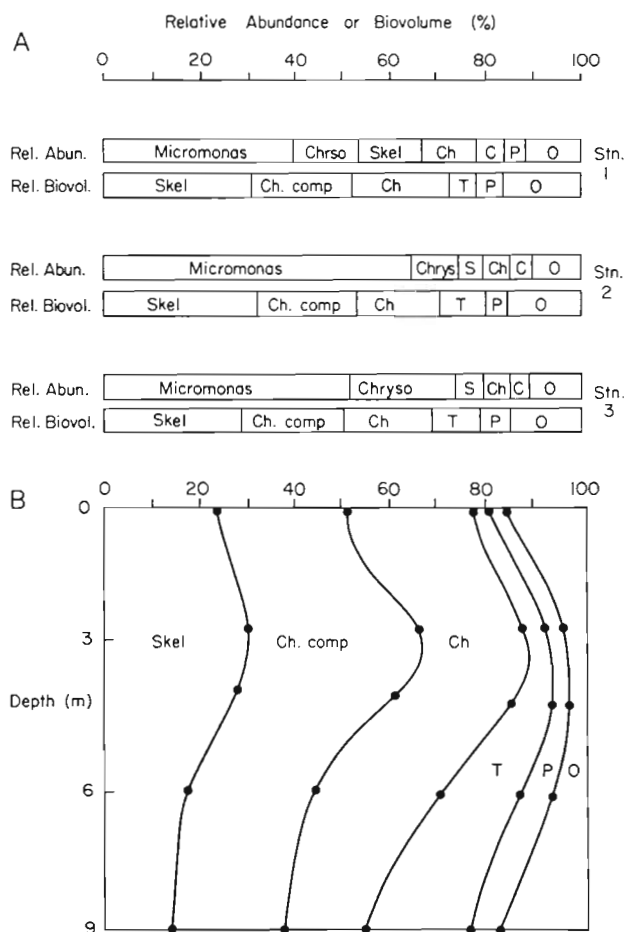 Relative Abundance or Biovolume (%)
A
0 20 40 60 80 100
Rel. Abun. Micromonas Chrso Skel Ch C P O Stn. 1
Rel. Biovol. Skel Ch. comp Ch T P O
Rel. Abun. Micromonas Chrys S Ch C O Stn. 2
Rel. Biovol. Skel Ch. comp Ch T P O
Rel. Abun. Micromonas Chryso S Ch C O Stn. 3
Rel. Biovol. Skel Ch. comp Ch T P O
B
0 20 40 60 80 100
0
3
Skel Ch. comp Ch
Depth (m)
T P O
6
9